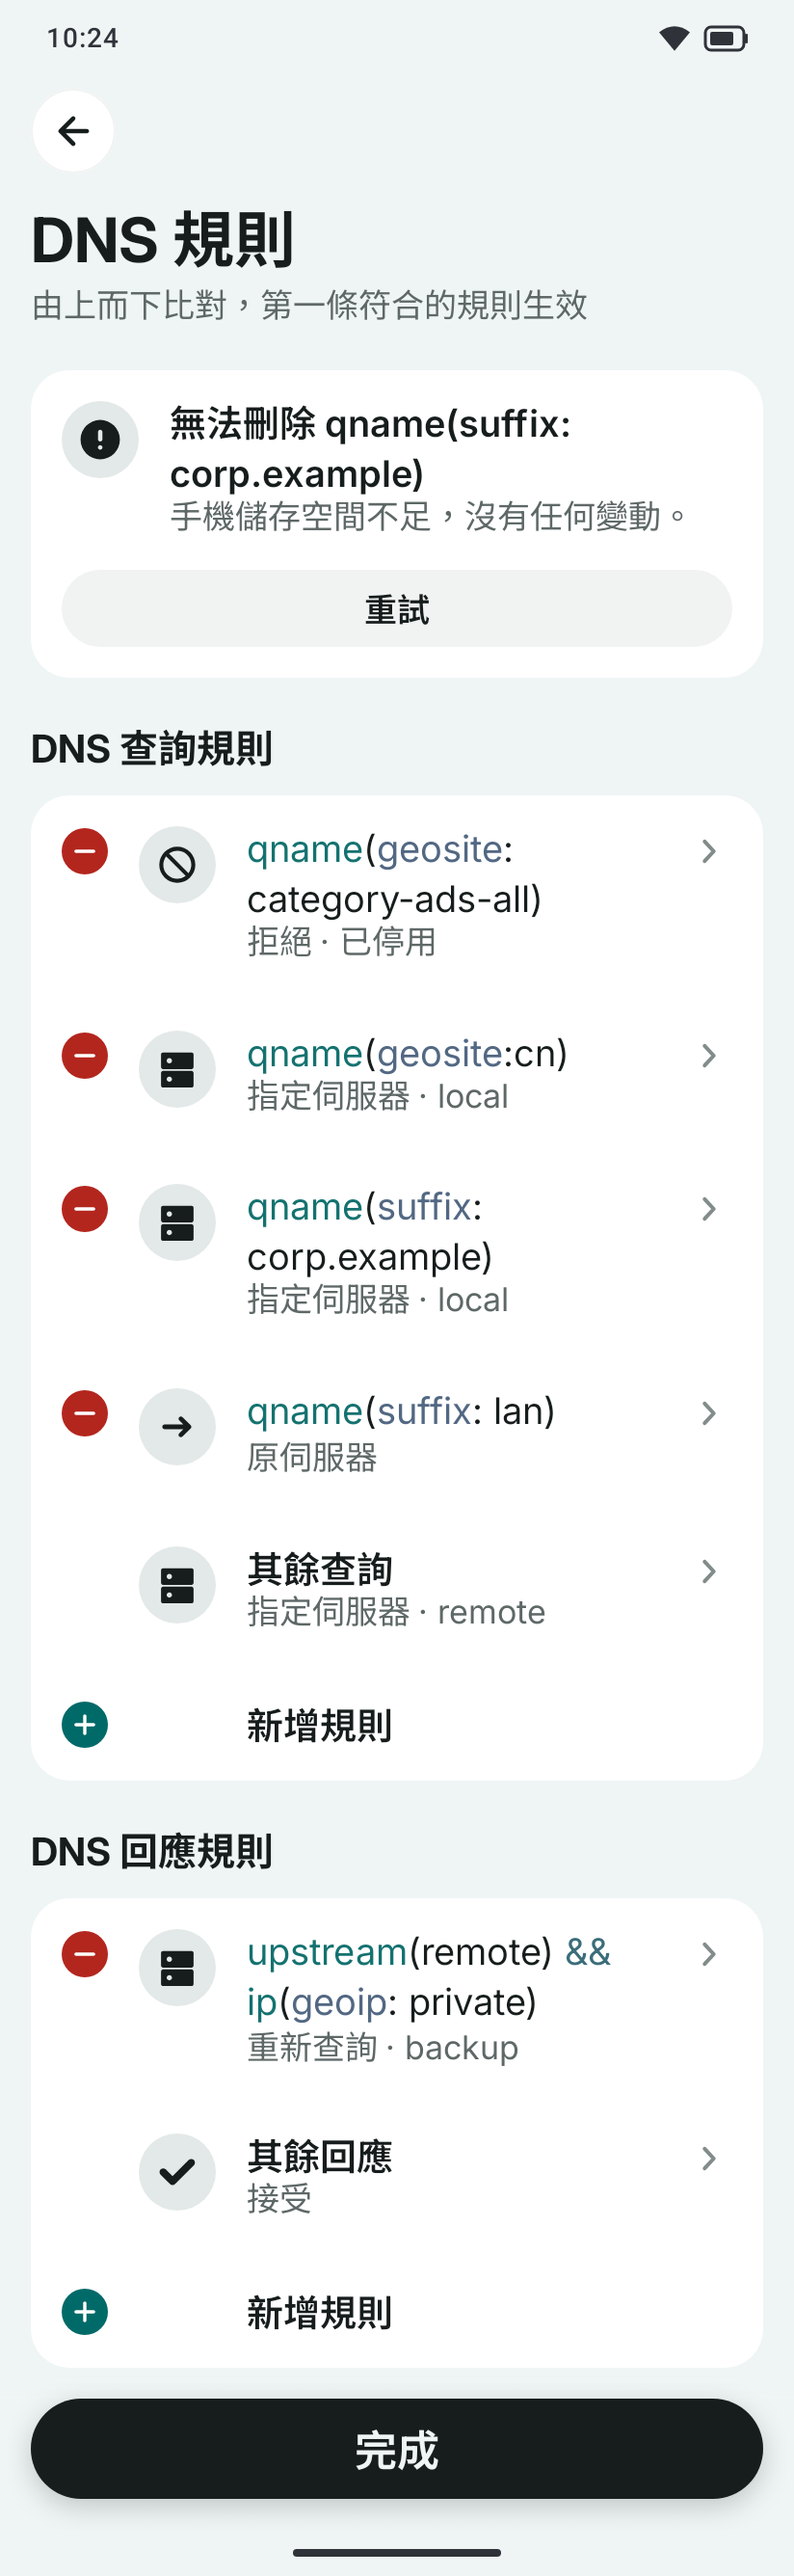 10:24
DNS 規則
由上而下比對，第一條符合的規則生效
無法刪除 qname(suffix:
corp.example)
手機儲存空間不足，沒有任何變動。
重試
DNS 查詢規則
qname(geosite:
category-ads-all)
拒絕 · 已停用
qname(geosite:cn)
指定伺服器 · local
qname(suffix:
corp.example)
指定伺服器 · local
qname(suffix: lan)
原伺服器
其餘查詢
指定伺服器 · remote
新增規則
DNS 回應規則
upstream(remote) &&
ip(geoip: private)
重新查詢 · backup
其餘回應
接受
新增規則
完成